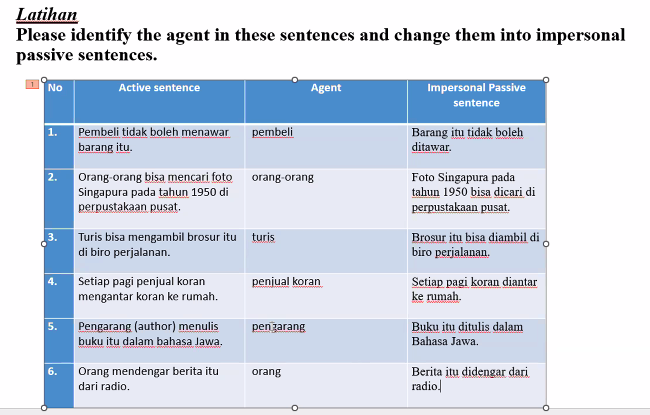 Latihan
Please identify the agent in these sentences and change them into impersonal
passive sentences.
1
No
Active sentence
Agent
Impersonal Passive
sentence
1.
Pembeli tidak boleh menawar
barang itu.
pembeli
Barang itu tidak boleh
ditawar.
2.
Orang-orang bisa mencari foto
Singapura pada tahun 1950 di
perpustakaan pusat.
orang-orang
Foto Singapura pada
tahun 1950 bisa dicari di
perpustakaan pusat.
3.
Turis bisa mengambil brosur itu
di biro perjalanan.
turis
Brosur itu bisa diambil di
biro perjalanan.
4.
Setiap pagi penjual koran
mengantar koran ke rumah.
penjual koran
Setiap pagi koran diantar
ke rumah.
5.
Pengarang (author) menulis
buku itu dalam bahasa Jawa.
pengarang
Buku itu ditulis dalam
Bahasa Jawa.
6.
Orang mendengar berita itu
dari radio.
orang
Berita itu didengar dari
radio.